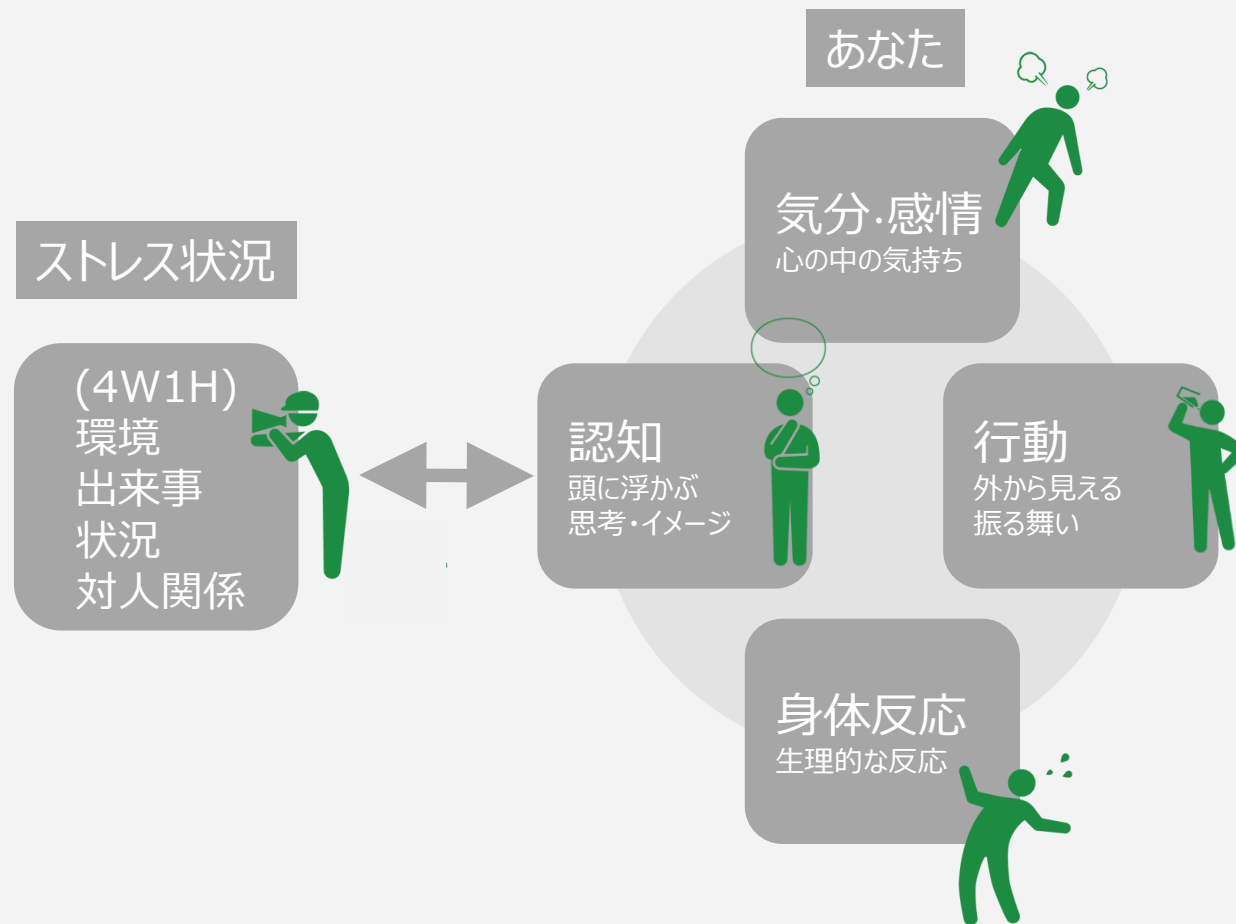 あなた
気分・感情
心の中の気持ち
ストレス状況
(4W1H)
環境
出来事
状況
対人関係
認知
頭に浮かぶ
思考・イメージ
行動
外から見える
振る舞い
身体反応
生理的な反応